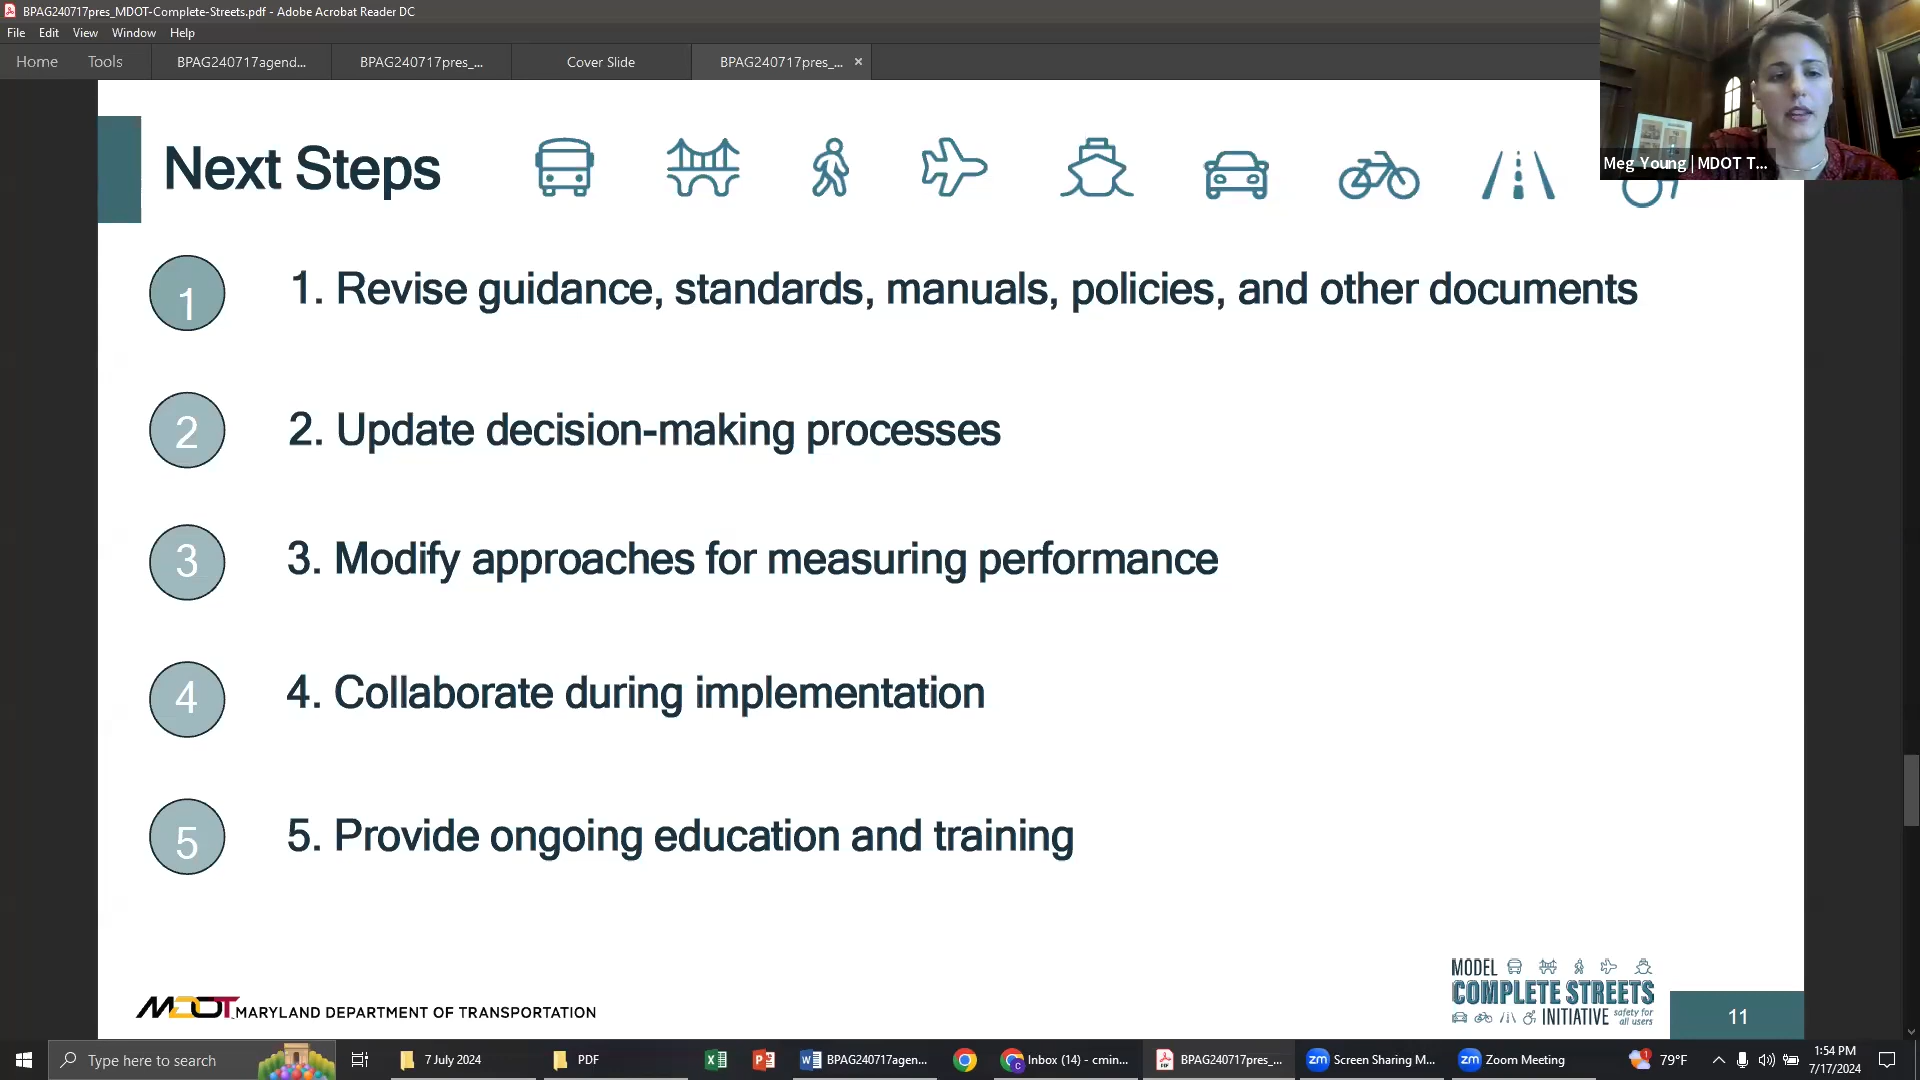 BPAG240717pres_MDOT-Complete-Streets.pdf - Adobe Acrobat Reader DC
File Edit View Window Help
Home Tools BPAG240717agend... BPAG240717pres_... Cover Slide BPAG240717pres_... ×
Meg Young | MDOT T...
Next Steps
1 1. Revise guidance, standards, manuals, policies, and other documents
2 2. Update decision-making processes
3 3. Modify approaches for measuring performance
4 4. Collaborate during implementation
5 5. Provide ongoing education and training
MODEL
COMPLETE STREETS
INITIATIVE safety for
all users
MDOT MARYLAND DEPARTMENT OF TRANSPORTATION
11
Type here to search 7 July 2024 PDF BPAG240717agen... Inbox (14) - cmin... BPAG240717pres_... zm Screen Sharing M... zm Zoom Meeting 1 79°F 1:54 PM
7/17/2024